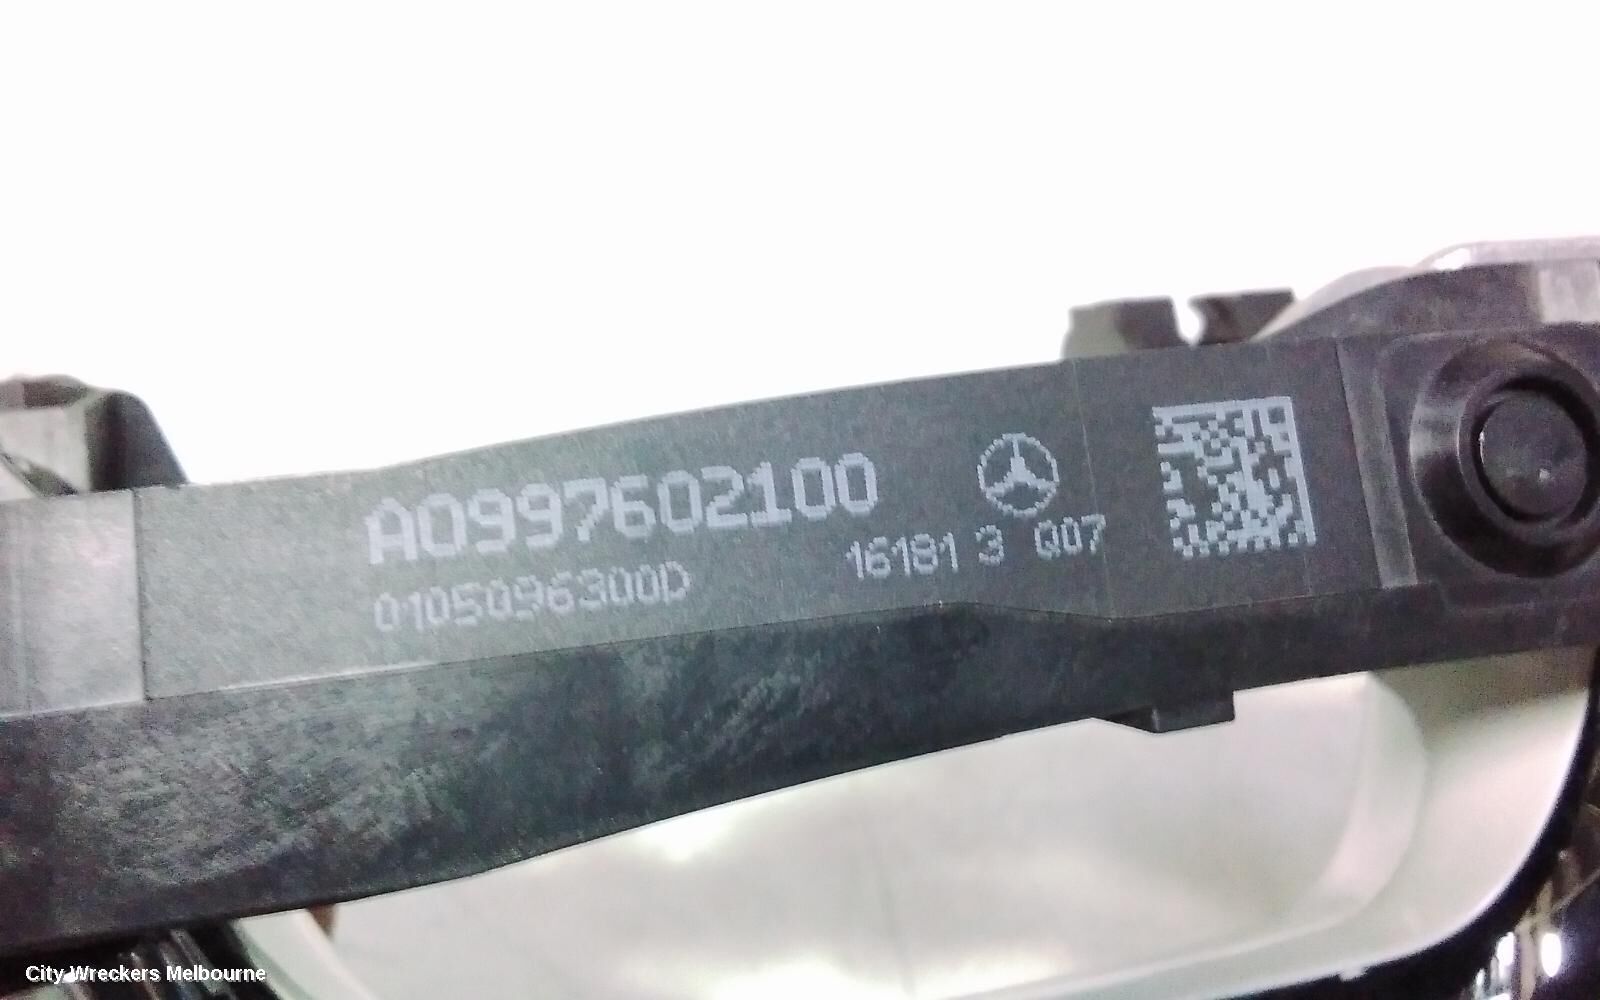 A0997602100
0105096300D
16181 3 Q07
City Wreckers Melbourne